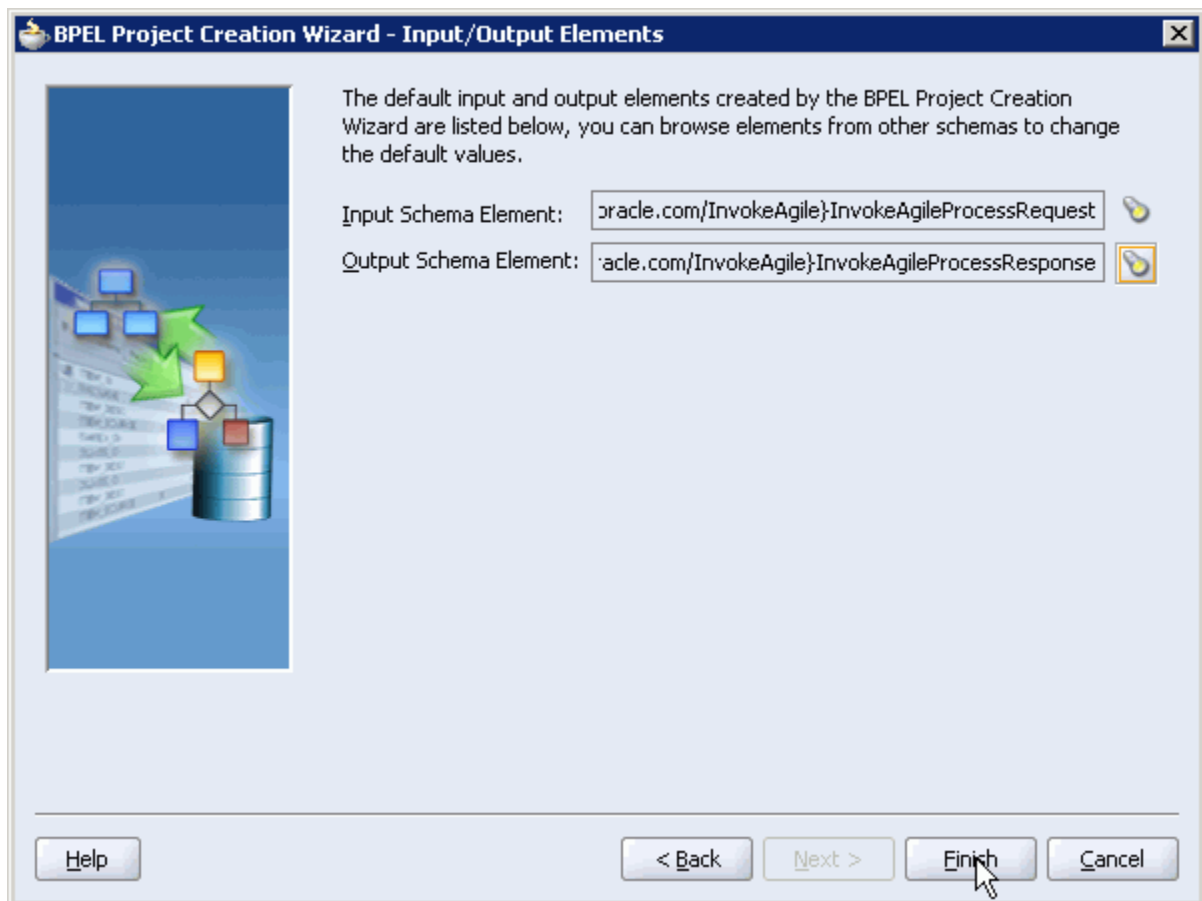 BPEL Project Creation Wizard - Input/Output Elements
The default input and output elements created by the BPEL Project Creation
Wizard are listed below, you can browse elements from other schemas to change
the default values.
Input Schema Element: oracle.com/InvokeAgile}InvokeAgileProcessRequest
Output Schema Element: acle.com/InvokeAgile}InvokeAgileProcessResponse
Help < Back Next > Finish Cancel